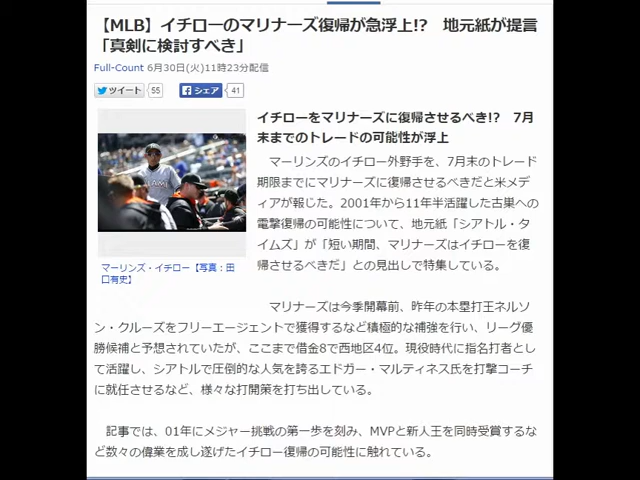 【MLB】イチローのマリナーズ復帰が急浮上!?　地元紙が提言
「真剣に検討すべき」
Full-Count 6月30日(火)11時23分配信
ツイート 55 シェア 41
イチローをマリナーズに復帰させるべき!?　7月
末までのトレードの可能性が浮上
マーリンズのイチロー外野手を、7月末のトレード
期限までにマリナーズに復帰させるべきだと米メデ
ィアが報じた。2001年から11年半活躍した古巣への
電撃復帰の可能性について、地元紙「シアトル・タ
イムズ」が「短い期間、マリナーズはイチローを復
帰させるべきだ」との見出しで特集している。
マーリンズ・イチロー【写真：田
口有史】
マリナーズは今季開幕前、昨年の本塁打王ネルソ
ン・クルーズをフリーエージェントで獲得するなど積極的な補強を行い、リーグ優
勝候補と予想されていたが、ここまで借金8で西地区4位。現役時代に指名打者とし
て活躍し、シアトルで圧倒的な人気を誇るエドガー・マルティネス氏を打撃コーチ
に就任させるなど、様々な打開策を打ち出している。
記事では、01年にメジャー挑戦の第一歩を刻み、MVPと新人王を同時受賞するな
ど数々の偉業を成し遂げたイチロー復帰の可能性に触れている。